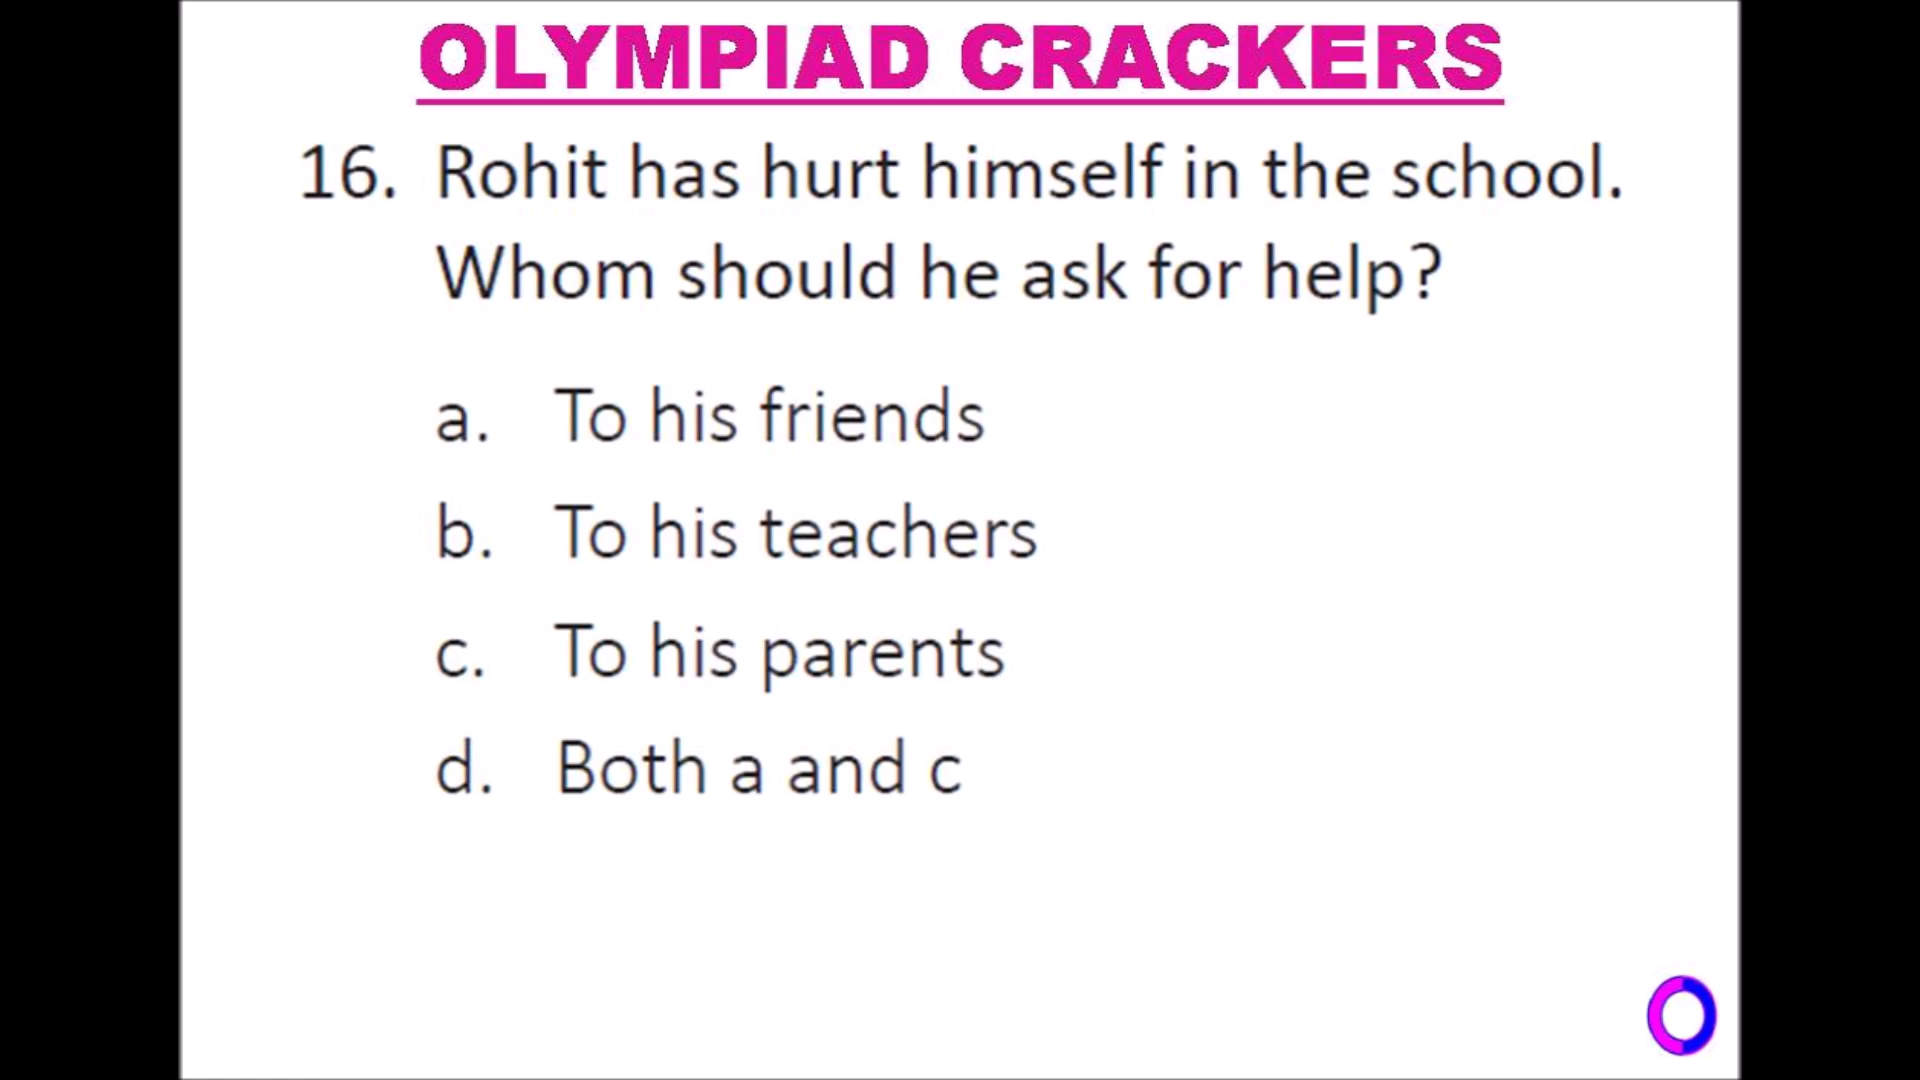 OLYMPIAD CRACKERS
16. Rohit has hurt himself in the school.
Whom should he ask for help?
a. To his friends
b. To his teachers
c. To his parents
d. Both a and c